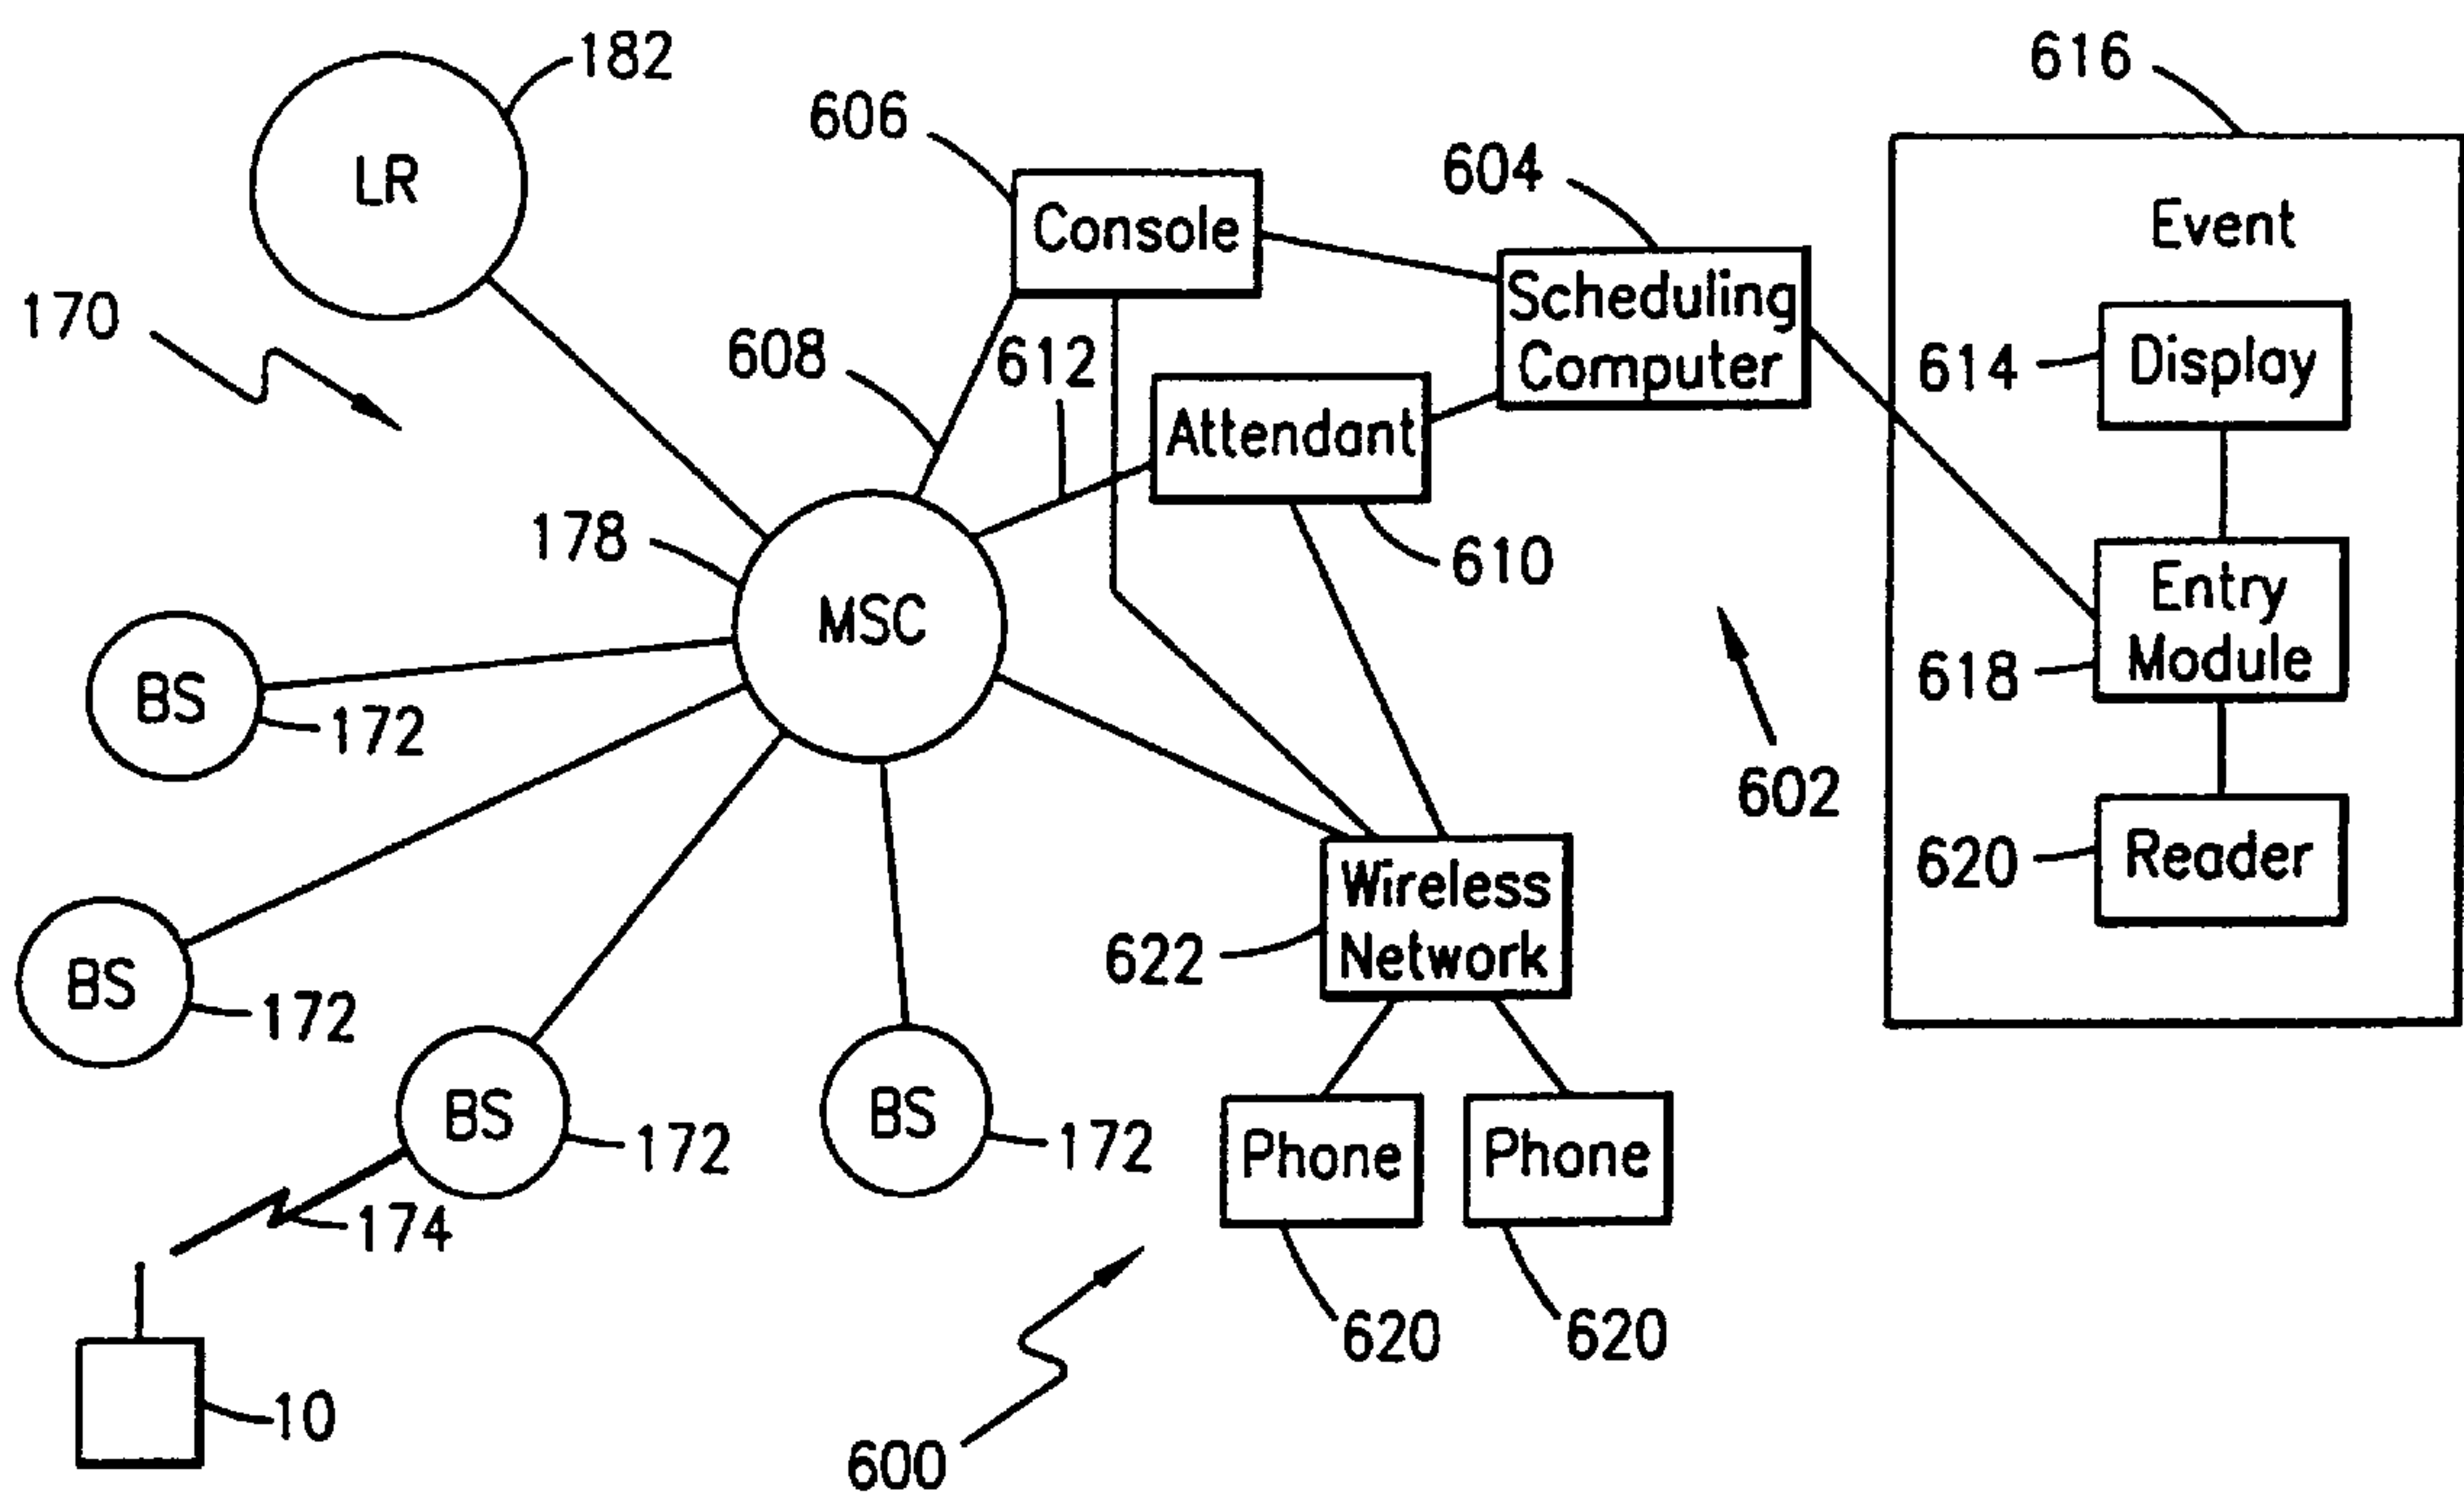 182
616
606
604
LR
Console
Event
170
608
612
Scheduling
Computer
614
Display
Attendant
178
610
MSC
Entry
Module
618
BS
172
602
620
Reader
Wireless
Network
622
BS
172
BS
172
BS
172
Phone
Phone
174
620
620
10
600